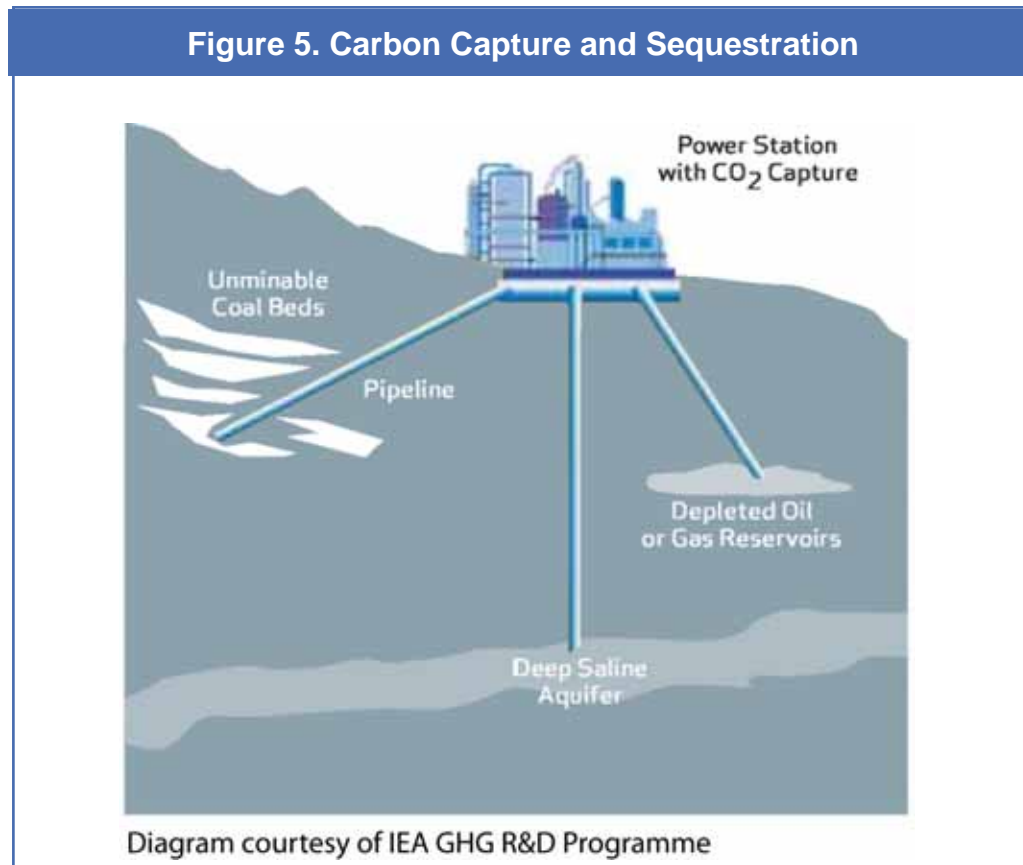 Figure 5. Carbon Capture and Sequestration
Power Station
with CO₂ Capture
Unminable
Coal Beds
Pipeline
Depleted Oil
or Gas Reservoirs
Deep Saline
Aquifer
Diagram courtesy of IEA GHG R&D Programme